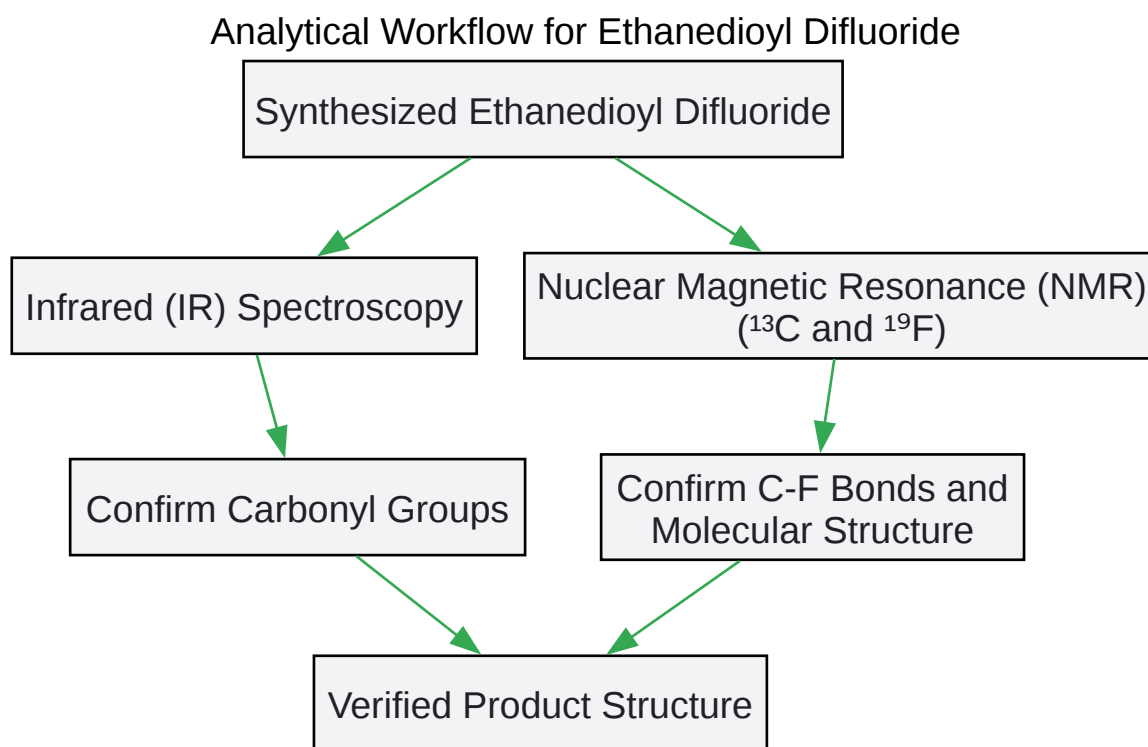 Analytical Workflow for Ethanedioyl Difluoride
Synthesized Ethanedioyl Difluoride
Infrared (IR) Spectroscopy
Nuclear Magnetic Resonance (NMR)
(¹³C and ¹⁹F)
Confirm Carbonyl Groups
Confirm C-F Bonds and
Molecular Structure
Verified Product Structure